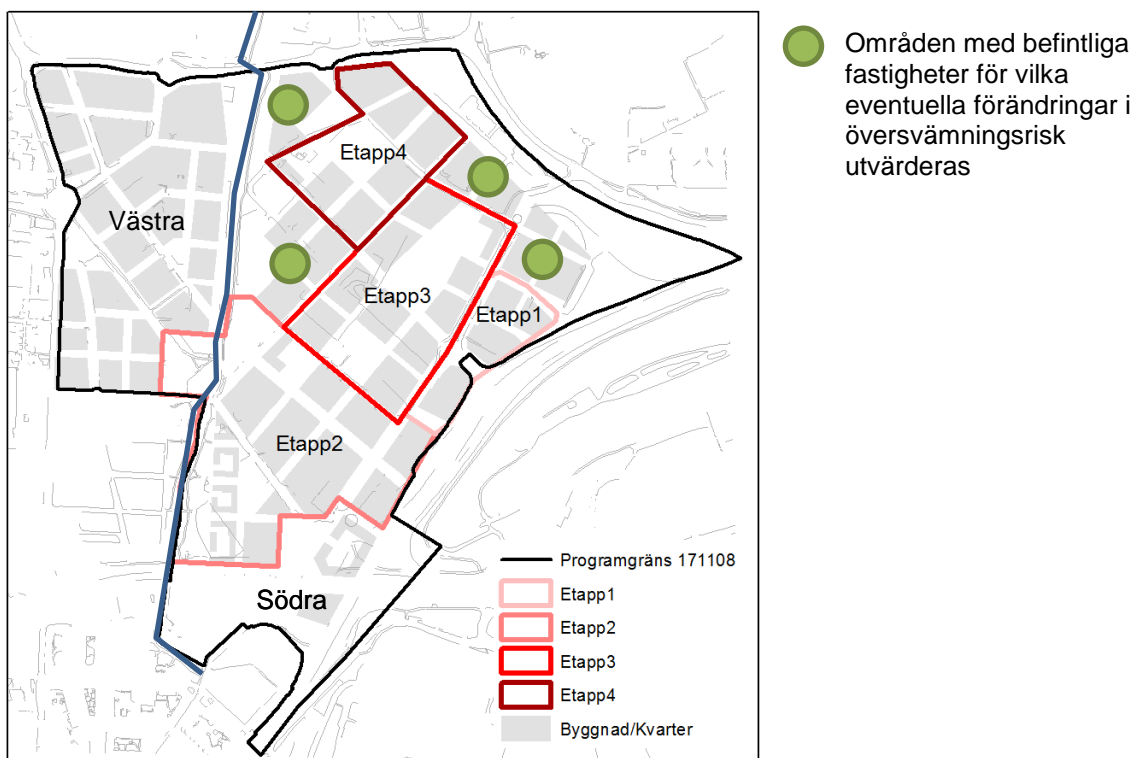 Områden med befintliga
fastigheter för vilka
eventuella förändringar i
översvämningsrisk
utvärderas
Etapp4
Västra
Etapp3
Etapp1
Etapp2
Södra
Programgräns 171108
Etapp1
Etapp2
Etapp3
Etapp4
Byggnad/Kvarter